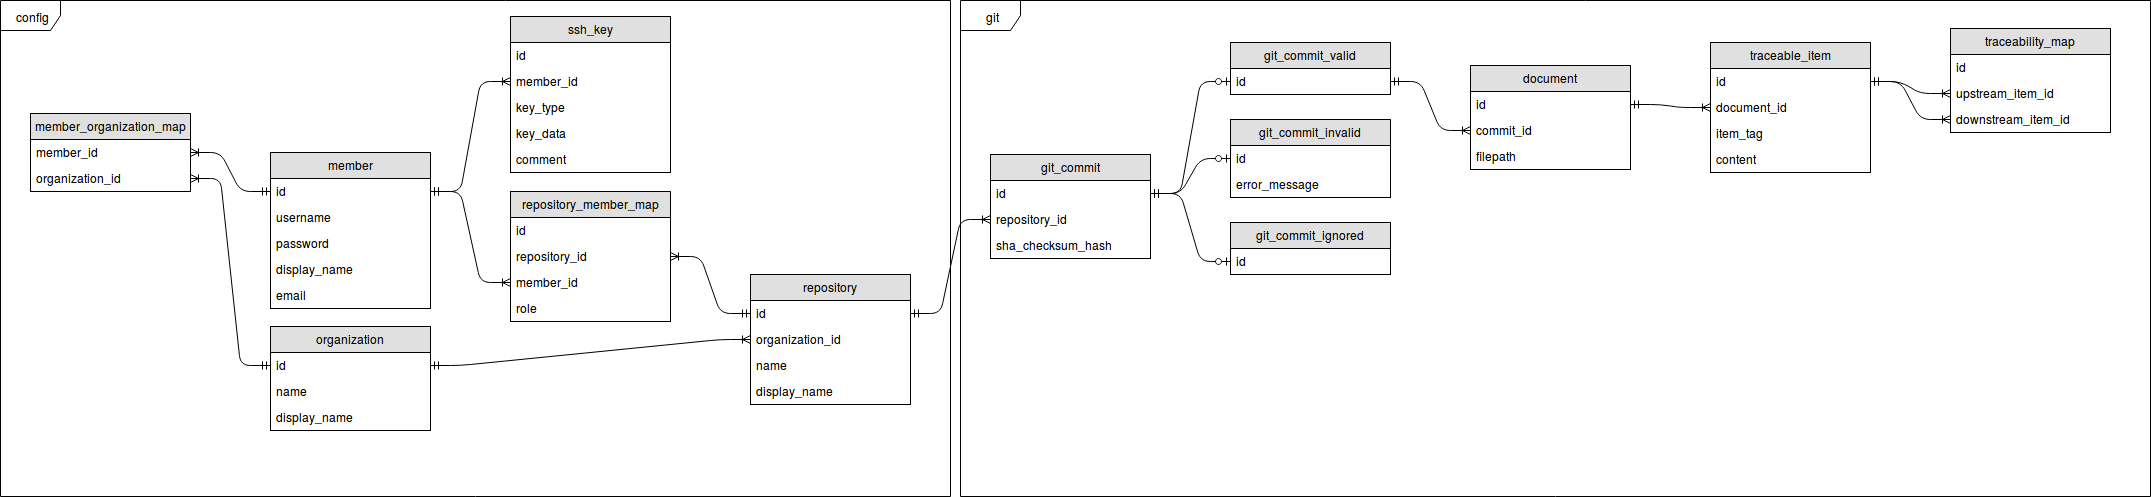 config
member_organization_map
member_id
organization_id
member
id
username
password
display_name
email
organization
id
name
display_name
ssh_key
id
member_id
key_type
key_data
comment
repository_member_map
id
repository_id
member_id
role
repository
id
organization_id
name
display_name
git
git_commit
id
repository_id
sha_checksum_hash
git_commit_valid
id
git_commit_invalid
id
error_message
git_commit_ignored
id
document
id
commit_id
filepath
traceable_item
id
document_id
item_tag
content
traceability_map
id
upstream_item_id
downstream_item_id